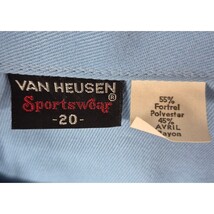 VAN HEUSEN
Sportswear®
-20-
55%
Fortrel
Polyester
45%
AVRIL
Rayon